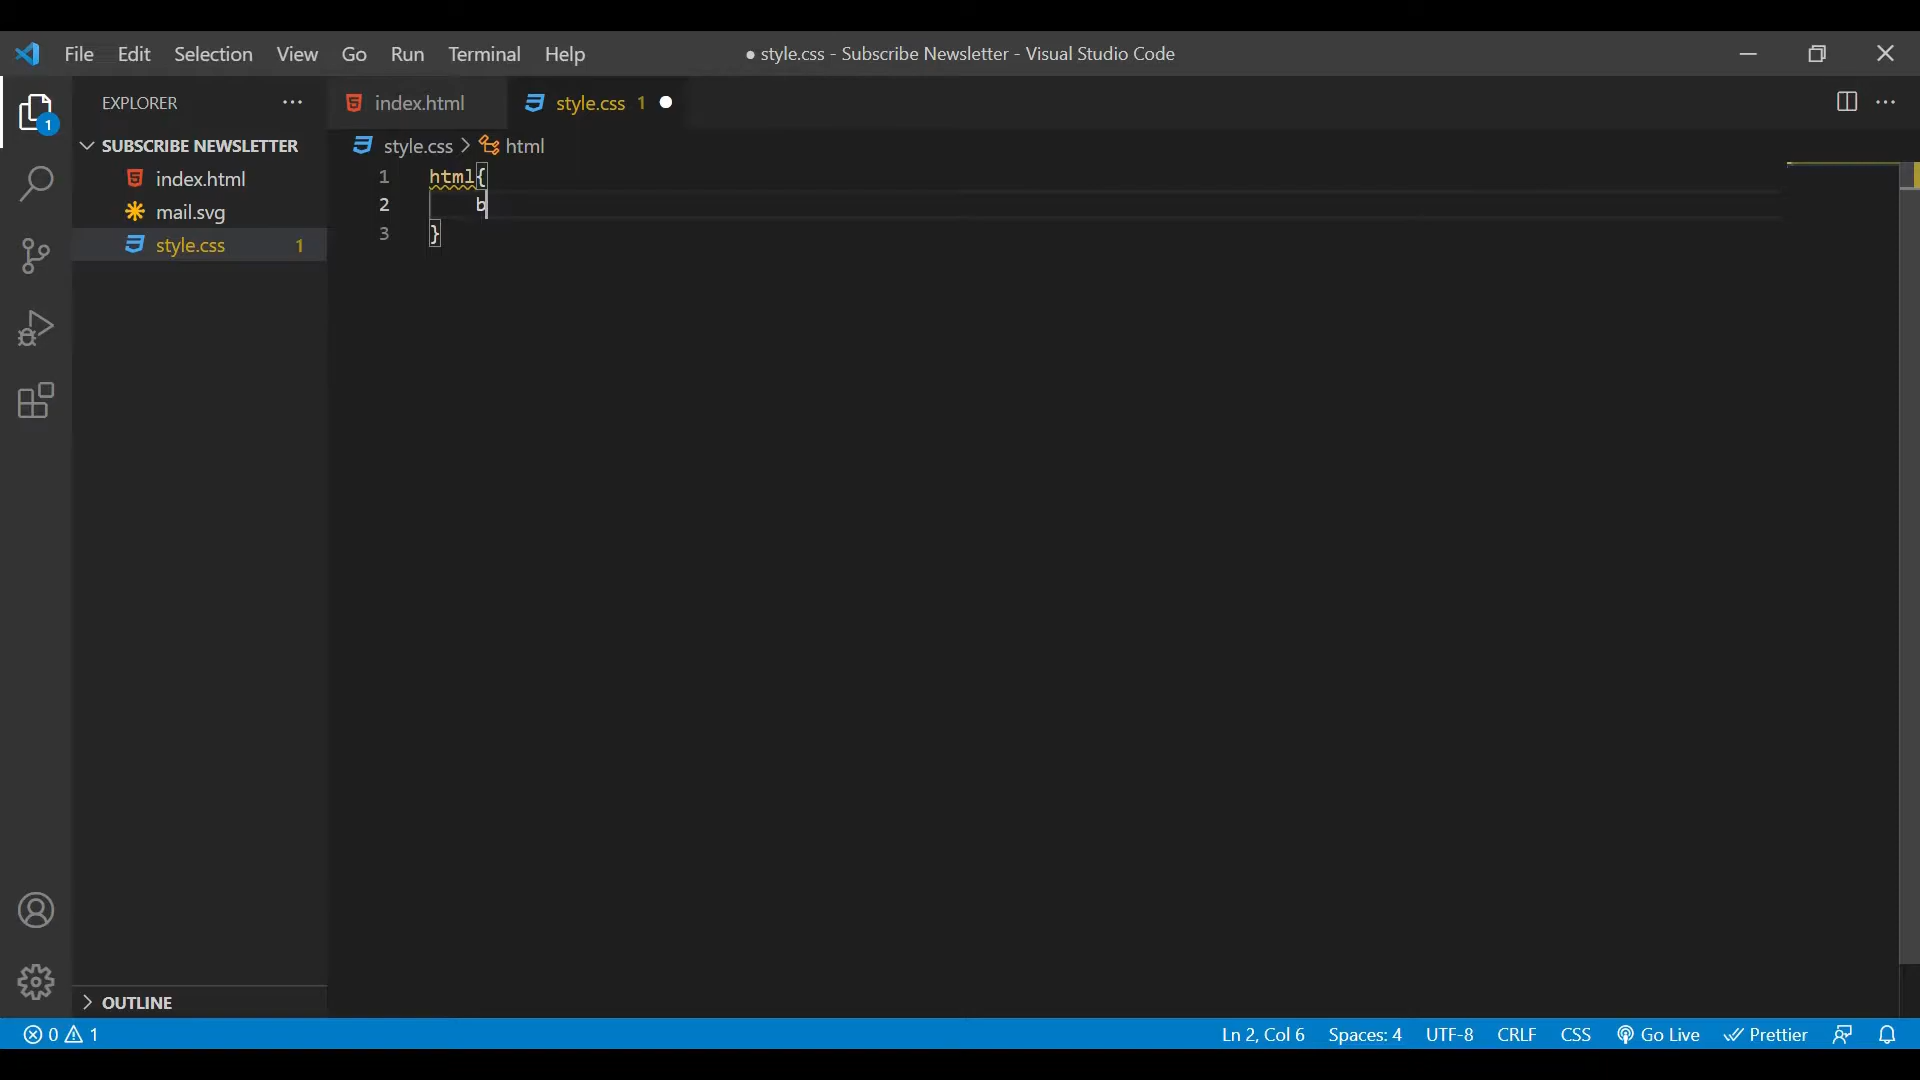 File Edit Selection View Go Run Terminal Help
● style.css - Subscribe Newsletter - Visual Studio Code
EXPLORER
index.html
style.css 1
1
SUBSCRIBE NEWSLETTER
style.css > html
index.html
mail.svg
style.css 1
1 html{
2 b
3 }
OUTLINE
0 1
Ln 2, Col 6 Spaces: 4 UTF-8 CRLF CSS Go Live Prettier